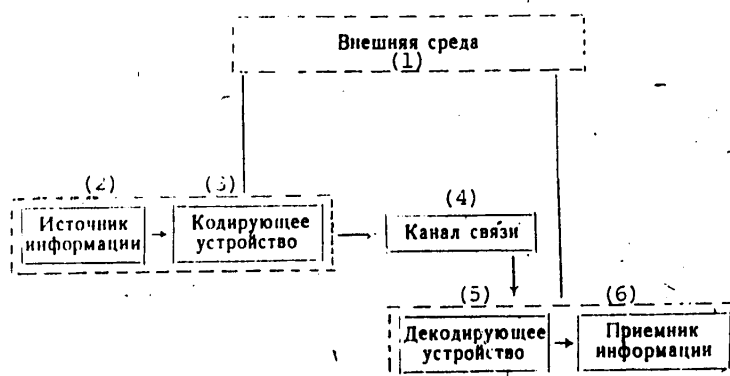 Внешняя среда
(1)
(2) (3)
Источник информации
Кодирующее устройство
(4)
Канал связи
(5) (6)
Декодирующее устройство
Приемник информации